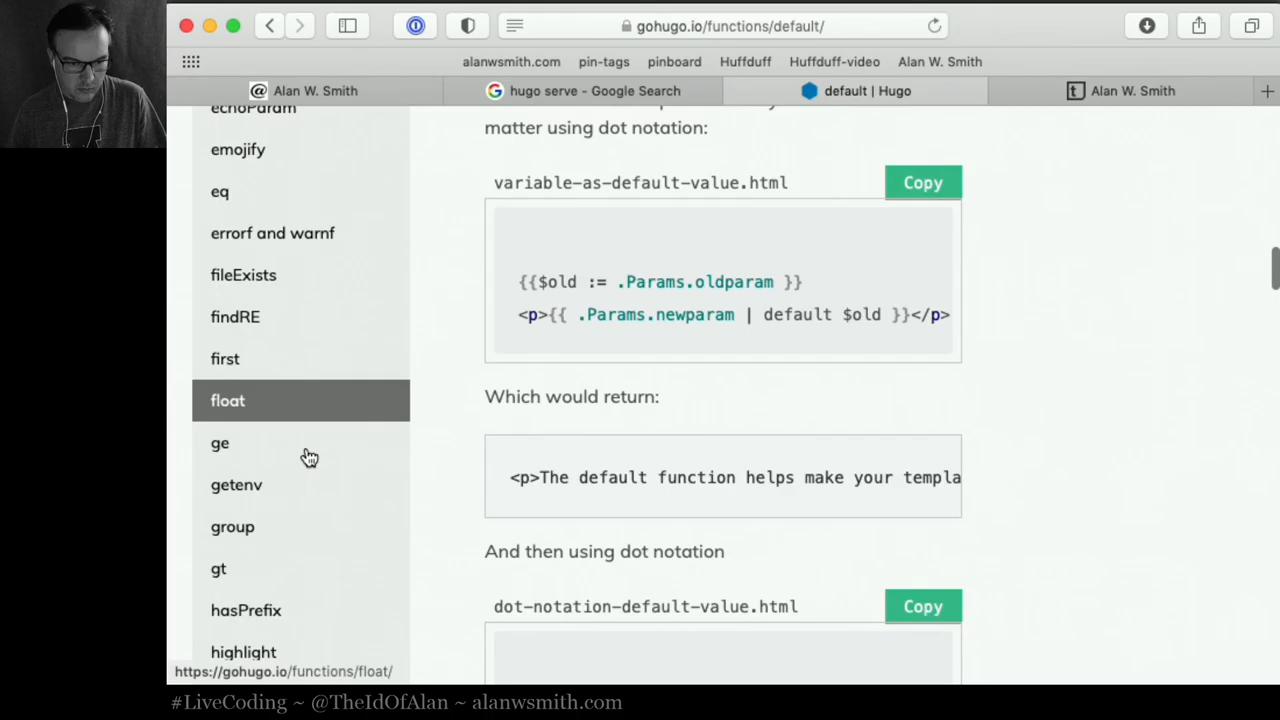 gohugo.io/functions/default/
alanwsmith.com pin-tags pinboard Huffduff Huffduff-video Alan W. Smith
@ Alan W. Smith
G hugo serve - Google Search
default | Hugo
t Alan W. Smith
echoParam
emojify
eq
errorf and warnf
fileExists
findRE
first
float
ge
getenv
group
gt
hasPrefix
highlight
matter using dot notation:
variable-as-default-value.html
Copy
{{$old := .Params.oldparam }}
<p>{{ .Params.newparam | default $old }}</p>
Which would return:
<p>The default function helps make your templa
And then using dot notation
dot-notation-default-value.html
Copy
https://gohugo.io/functions/float/
#LiveCoding ~ @TheIdOfAlan ~ alanwsmith.com